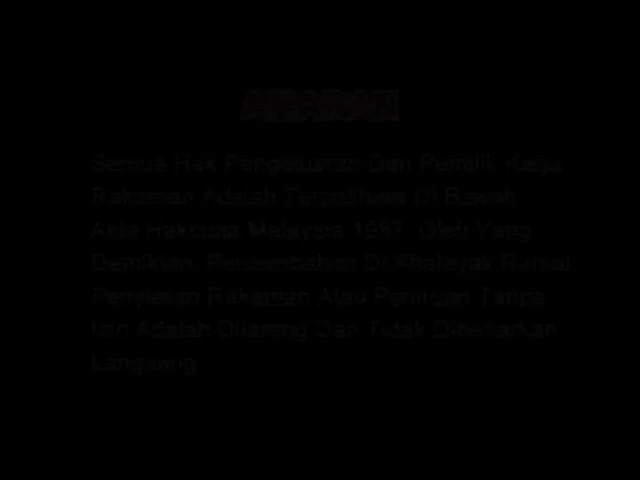 AMARAN
Semua Hak Pengeluaran Dan Pemilik Karya
Rakaman Adalah Terpelihara Di Bawah
Akta Hakcipta Malaysia 1987. Oleh Yang
Demikian, Persembahan Di Khalayak Ramai,
Penyiaran Rakaman Atau Peniruan Tanpa
Izin Adalah Dilarang Dan Tidak Dibenarkan
Langsung